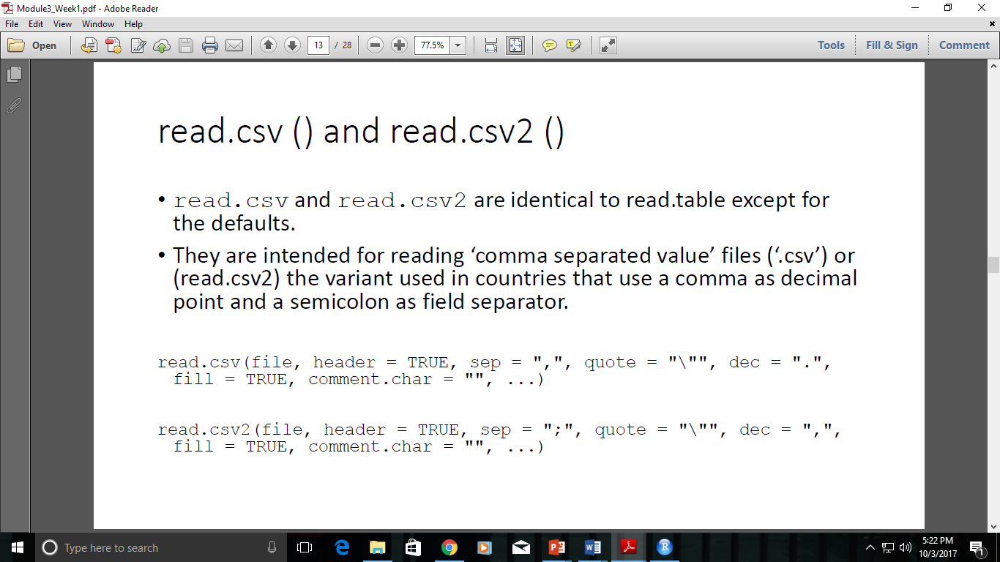 Module3_Week1.pdf - Adobe Reader
File Edit View Window Help
Open 13 / 28 77.5% Tools Fill & Sign Comment
read.csv () and read.csv2 ()
• read.csv and read.csv2 are identical to read.table except for
the defaults.
• They are intended for reading ‘comma separated value’ files (‘.csv’) or
(read.csv2) the variant used in countries that use a comma as decimal
point and a semicolon as field separator.
read.csv(file, header = TRUE, sep = ",", quote = "\"", dec = ".",
fill = TRUE, comment.char = "", ...)
read.csv2(file, header = TRUE, sep = ";", quote = "\"", dec = ",",
fill = TRUE, comment.char = "", ...)
Type here to search
5:22 PM
10/3/2017
1